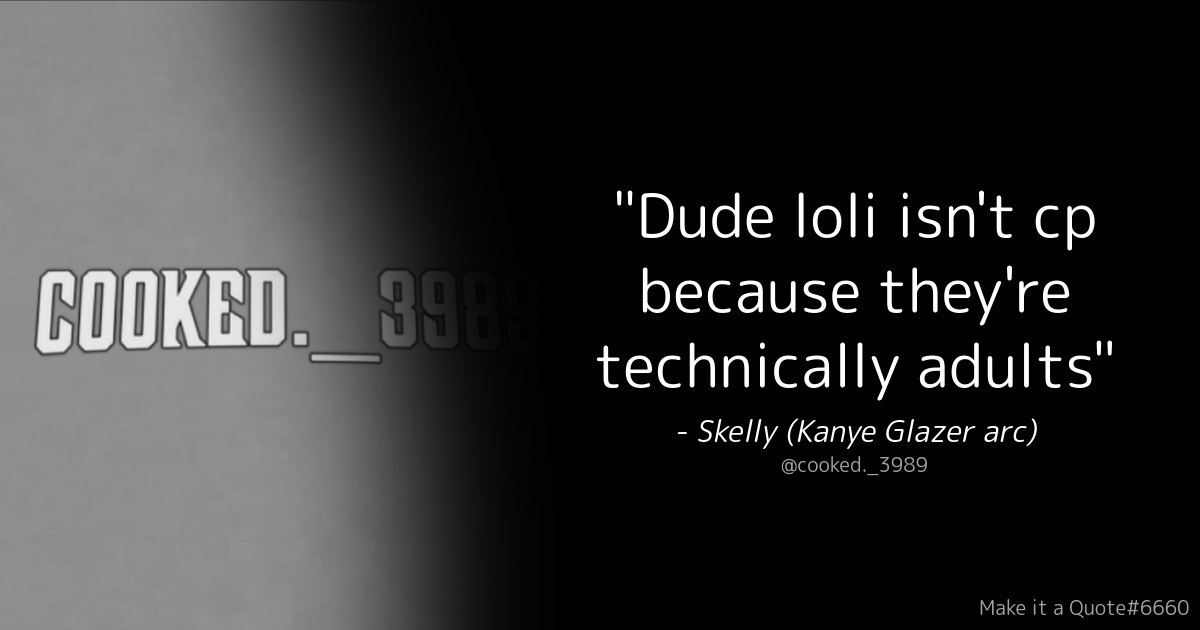 COOKED._3989
"Dude loli isn't cp
because they're
technically adults"
- Skelly (Kanye Glazer arc)
@cooked._3989
Make it a Quote#6660